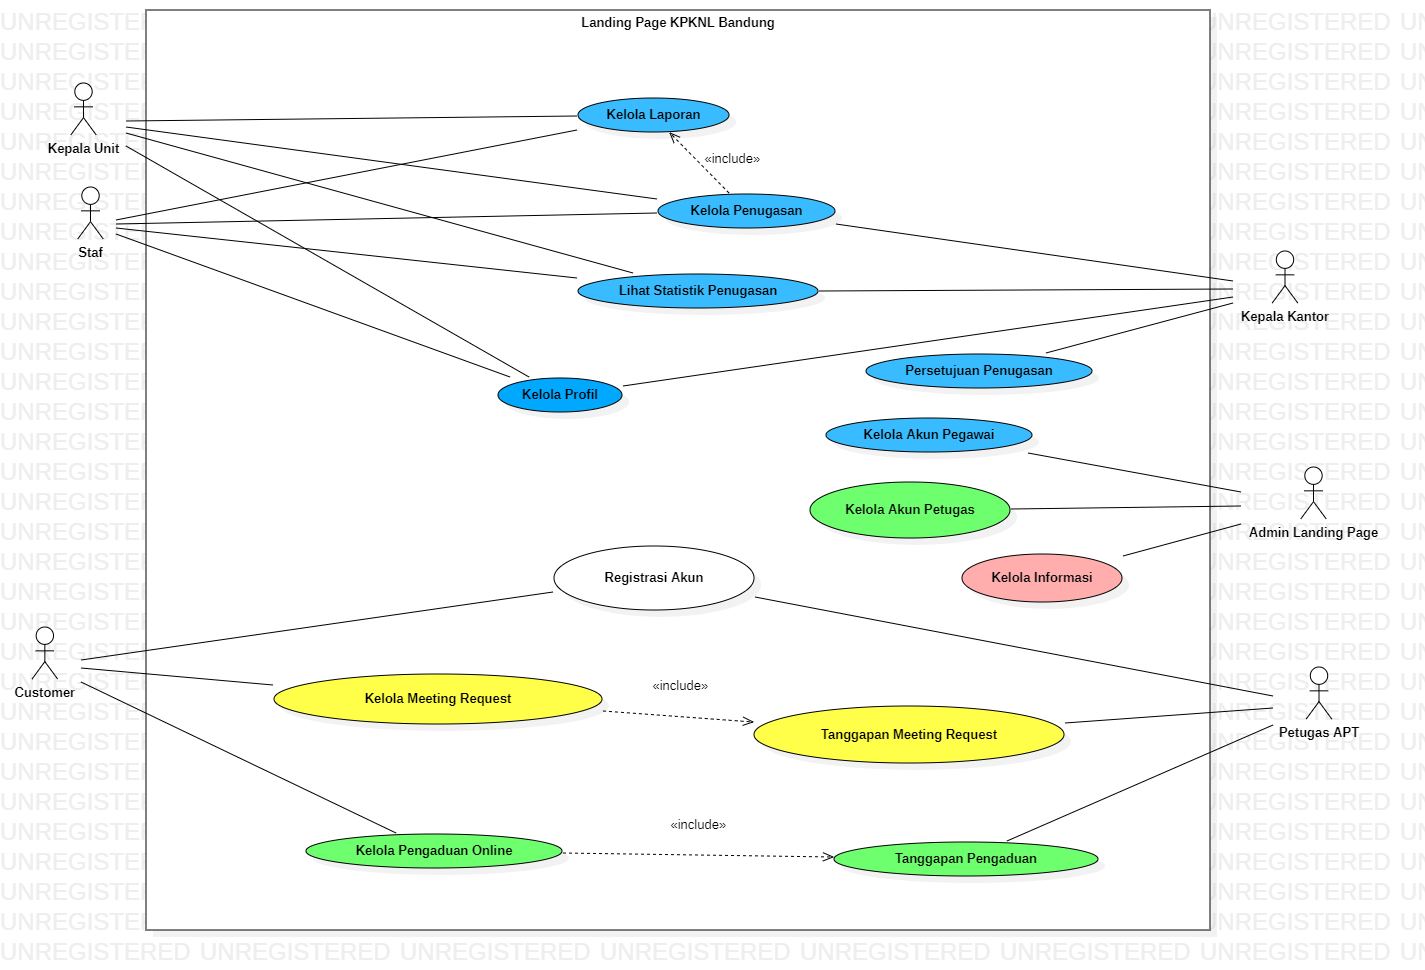 Landing Page KPKNL Bandung
Kepala Unit
Kelola Laporan
«include»
Kelola Penugasan
Staf
Lihat Statistik Penugasan
Kepala Kantor
Persetujuan Penugasan
Kelola Profil
Kelola Akun Pegawai
Kelola Akun Petugas
Admin Landing Page
Registrasi Akun
Kelola Informasi
Customer
Kelola Meeting Request
«include»
Tanggapan Meeting Request
Petugas APT
«include»
Kelola Pengaduan Online
Tanggapan Pengaduan
UNREGISTERED UNREGISTERED UNREGISTERED UNREGISTERED UNREGISTERED UNREGISTERED UNREGISTERED